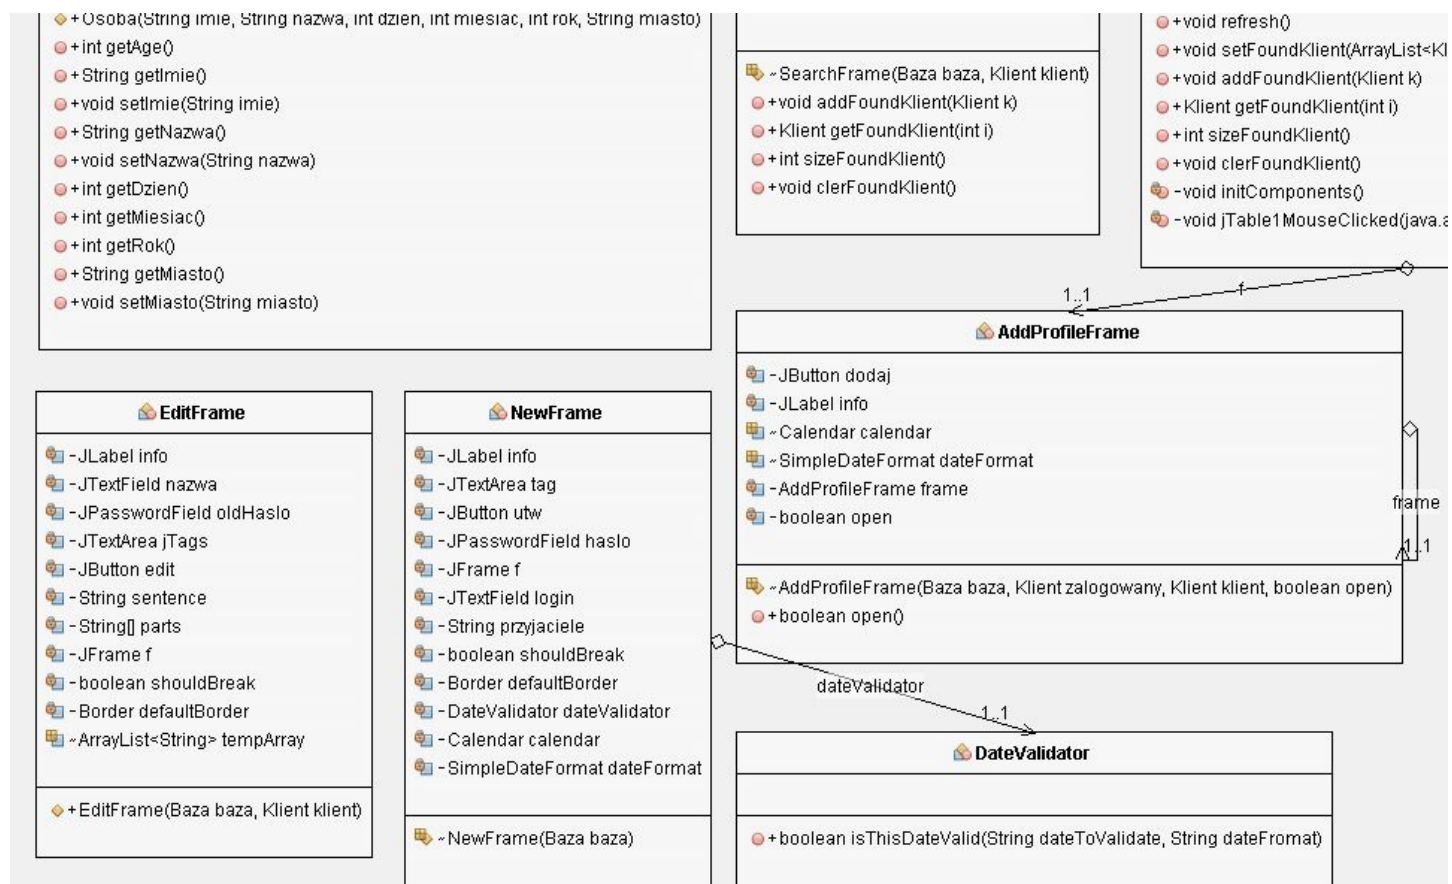 +Osoba(String imie, String nazwa, int dzien, int miesiac, int rok, String miasto)
+int getAge()
+String getImie()
+void setImie(String imie)
+String getNazwa()
+void setNazwa(String nazwa)
+int getDzien()
+int getMiesiac()
+int getRok()
+String getMiasto()
+void setMiasto(String miasto)
~SearchFrame(Baza baza, Klient klient)
+void addFoundKlient(Klient k)
+Klient getFoundKlient(int i)
+int sizeFoundKlient()
+void clerFoundKlient()
+void refresh()
+void setFoundKlient(ArrayList<Kl
+void addFoundKlient(Klient k)
+Klient getFoundKlient(int i)
+int sizeFoundKlient()
+void clerFoundKlient()
-void initComponents()
-void jTable1MouseClicked(java.a
1..1
f
AddProfileFrame
-JButton dodaj
-JLabel info
~Calendar calendar
~SimpleDateFormat dateFormat
-AddProfileFrame frame
-boolean open
~AddProfileFrame(Baza baza, Klient zalogowany, Klient klient, boolean open)
+boolean open()
frame
1..1
EditFrame
-JLabel info
-JTextField nazwa
-JPasswordField oldHaslo
-JTextArea jTags
-JButton edit
-String sentence
-String[] parts
-JFrame f
-boolean shouldBreak
-Border defaultBorder
~ArrayList<String> tempArray
+EditFrame(Baza baza, Klient klient)
NewFrame
-JLabel info
-JTextArea tag
-JButton utw
-JPasswordField haslo
-JFrame f
-JTextField login
-String przyjaciele
-boolean shouldBreak
-Border defaultBorder
-DateValidator dateValidator
-Calendar calendar
-SimpleDateFormat dateFormat
~NewFrame(Baza baza)
dateValidator
1..1
DateValidator
+boolean isThisDateValid(String dateToValidate, String dateFromat)